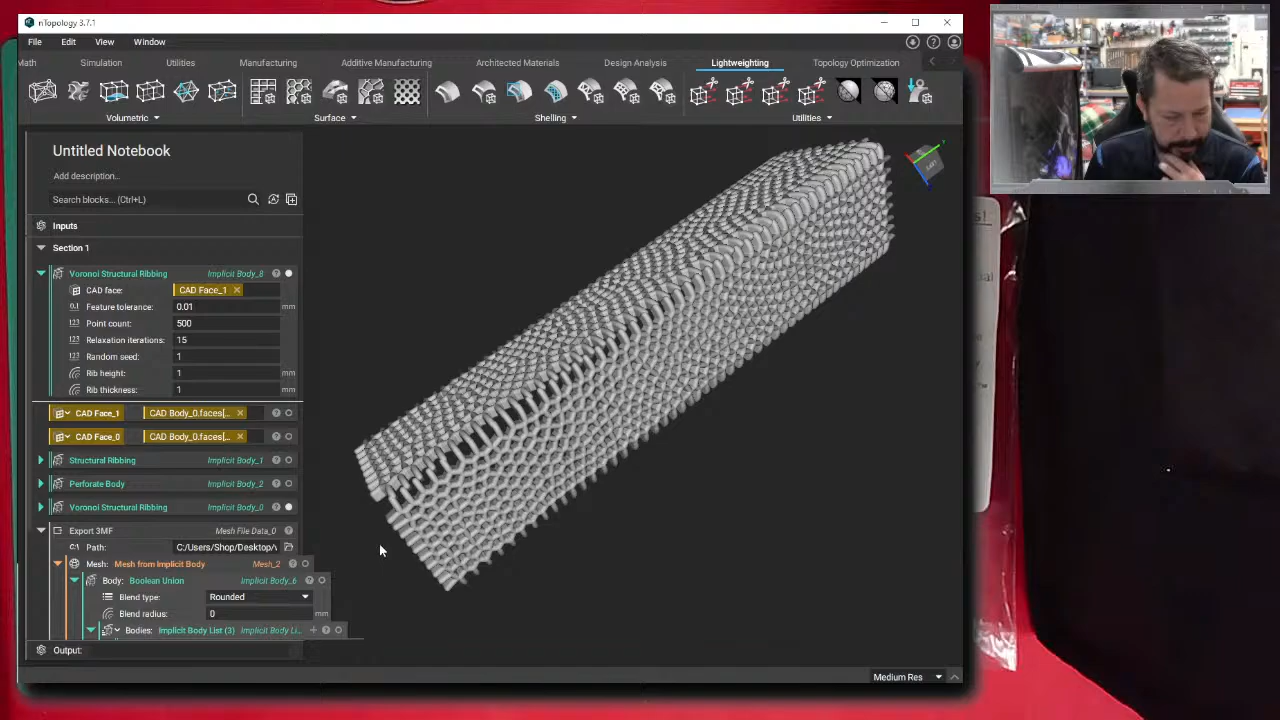 nTopology 3.7.1
File Edit View Window
Math Simulation Utilities Manufacturing Additive Manufacturing Architected Materials Design Analysis Lightweighting Topology Optimization
Volumetric Surface Shelling Utilities
Untitled Notebook
Add description...
Search blocks... (Ctrl+L)
Inputs
Section 1
Voronoi Structural Ribbing Implicit Body_8
CAD face: CAD Face_1
Feature tolerance: 0.01 mm
Point count: 500
Relaxation iterations: 15
Random seed: 1
Rib height: 1 mm
Rib thickness: 1 mm
CAD Face_1 CAD Body_0.faces[...
CAD Face_0 CAD Body_0.faces[...
Structural Ribbing Implicit Body_1
Perforate Body Implicit Body_2
Voronoi Structural Ribbing Implicit Body_0
Export 3MF Mesh File Data_0
Path: C:/Users/Shop/Desktop/\
Mesh: Mesh from Implicit Body Mesh_2
Body: Boolean Union Implicit Body_6
Blend type: Rounded
Blend radius: 0 mm
Bodies: Implicit Body List (3) Implicit Body Li...
Output:
Medium Res